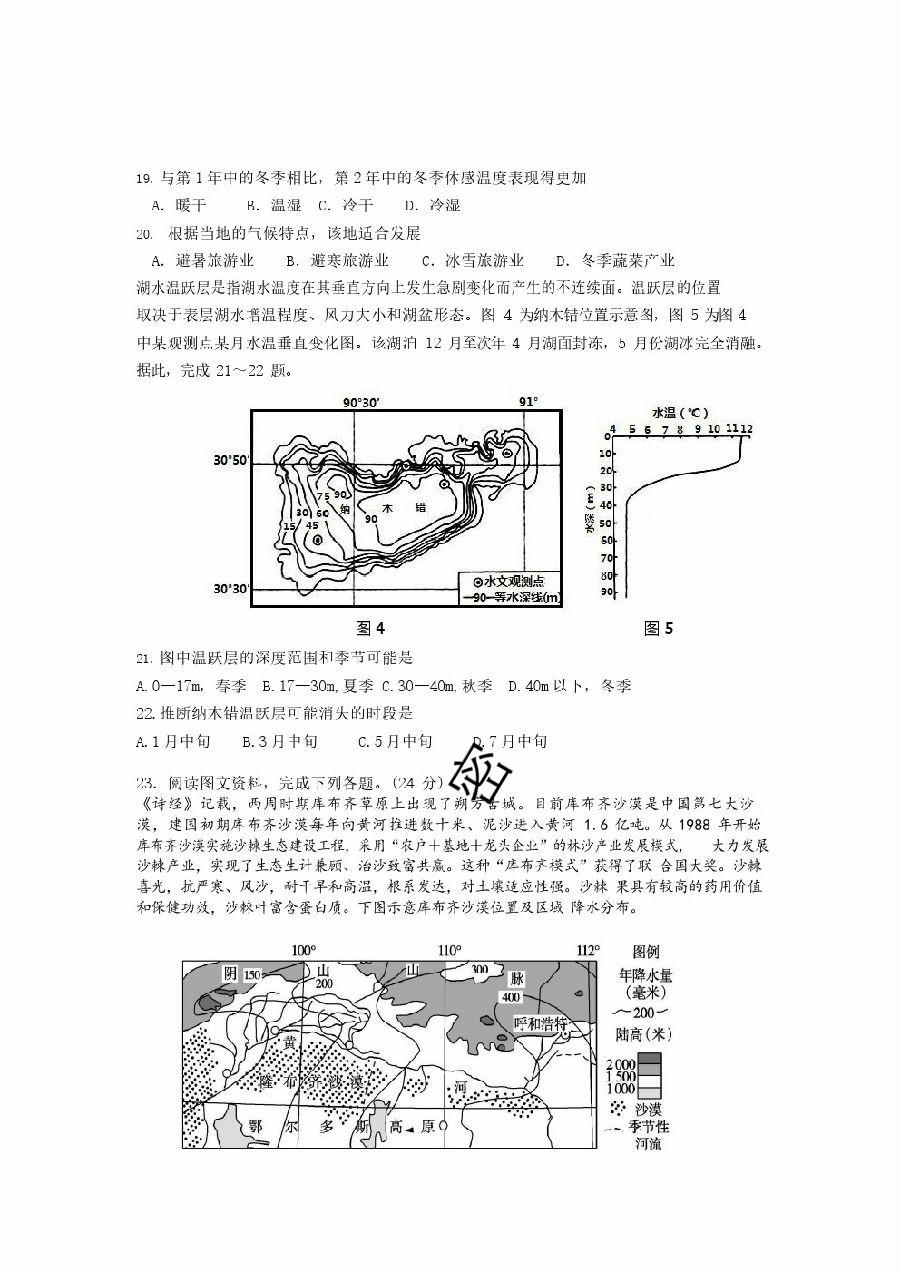 19. 与第 1 年中的冬季相比，第 2 年中的冬季体感温度表现得更加
A. 暖干 B. 温湿 C. 冷干 D. 冷湿
20. 根据当地的气候特点，该地适合发展
A. 避暑旅游业 B. 避寒旅游业 C. 冰雪旅游业 D. 冬季蔬菜产业
湖水温跃层是指湖水温度在其垂直方向上发生急剧变化而产生的不连续面。温跃层的位置
取决于表层湖水增温程度、风力大小和湖盆形态。图 4 为纳木错位置示意图，图 5 为图 4
中某观测点某月水温垂直变化图。该湖泊 12 月至次年 4 月湖面封冻，5 月份湖冰完全消融。
据此，完成 21～22 题。
90°30′ 91°
30°50′
75 90
30 60 纳 木 错
15 45 90
30°30′
⊙水文观测点
—90—等水深线(m)
图 4
水温（℃）
4 5 6 7 8 9 10 11 12
0
10
20
30
40
50
60
70
80
90
水深（m）
图 5
21. 图中温跃层的深度范围和季节可能是
A.0—17m，春季 B.17—30m,夏季 C.30—40m,秋季 D.40m 以下，冬季
22.推断纳木错温跃层可能消失的时段是
A.1 月中旬 B.3 月中旬 C.5 月中旬 D.7 月中旬
23. 阅读图文资料，完成下列各题。(24 分)
《诗经》记载，西周时期库布齐草原上出现了朔方古城。目前库布齐沙漠是中国第七大沙
漠，建国初期库布齐沙漠每年向黄河推进数十米、泥沙进入黄河 1.6 亿吨。从 1988 年开始
库布齐沙漠实施沙棘生态建设工程，采用“农户＋基地＋龙头企业”的林沙产业发展模式， 大力发展
沙棘产业，实现了生态生计兼顾、治沙致富共赢。这种“库布齐模式”获得了联 合国大奖。沙棘
喜光，抗严寒、风沙，耐干旱和高温，根系发达，对土壤适应性强。沙棘 果具有较高的药用价值
和保健功效，沙棘叶富含蛋白质。下图示意库布齐沙漠位置及区域 降水分布。
100° 110° 112°
阴 150 山 200 山 300 脉
400
呼和浩特
黄
库 布 齐 沙 漠 河
鄂 尔 多 斯 高 原
图例
年降水量
（毫米）
～200～
陆高(米)
2 000
1 500
1 000
沙漠
季节性
河流